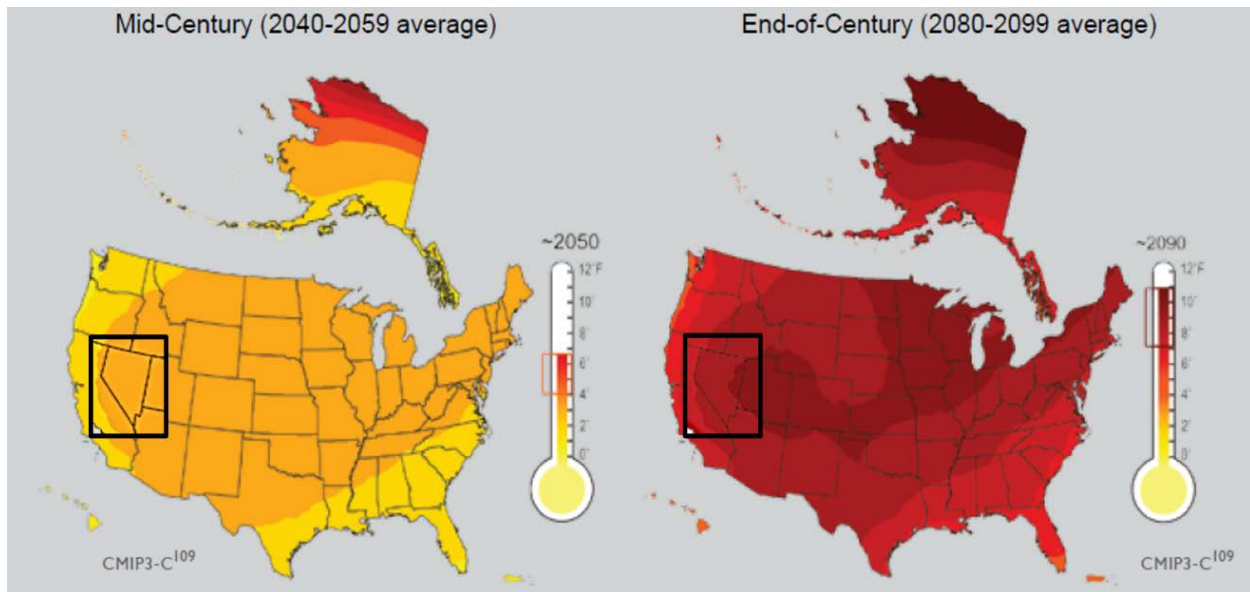 Mid-Century (2040-2059 average)
End-of-Century (2080-2099 average)
~2050
12°F
10'
8'
6'
4'
2'
0'
CMIP3-C109
~2090
12°F
10'
8'
6'
4'
2'
0'
CMIP3-C109